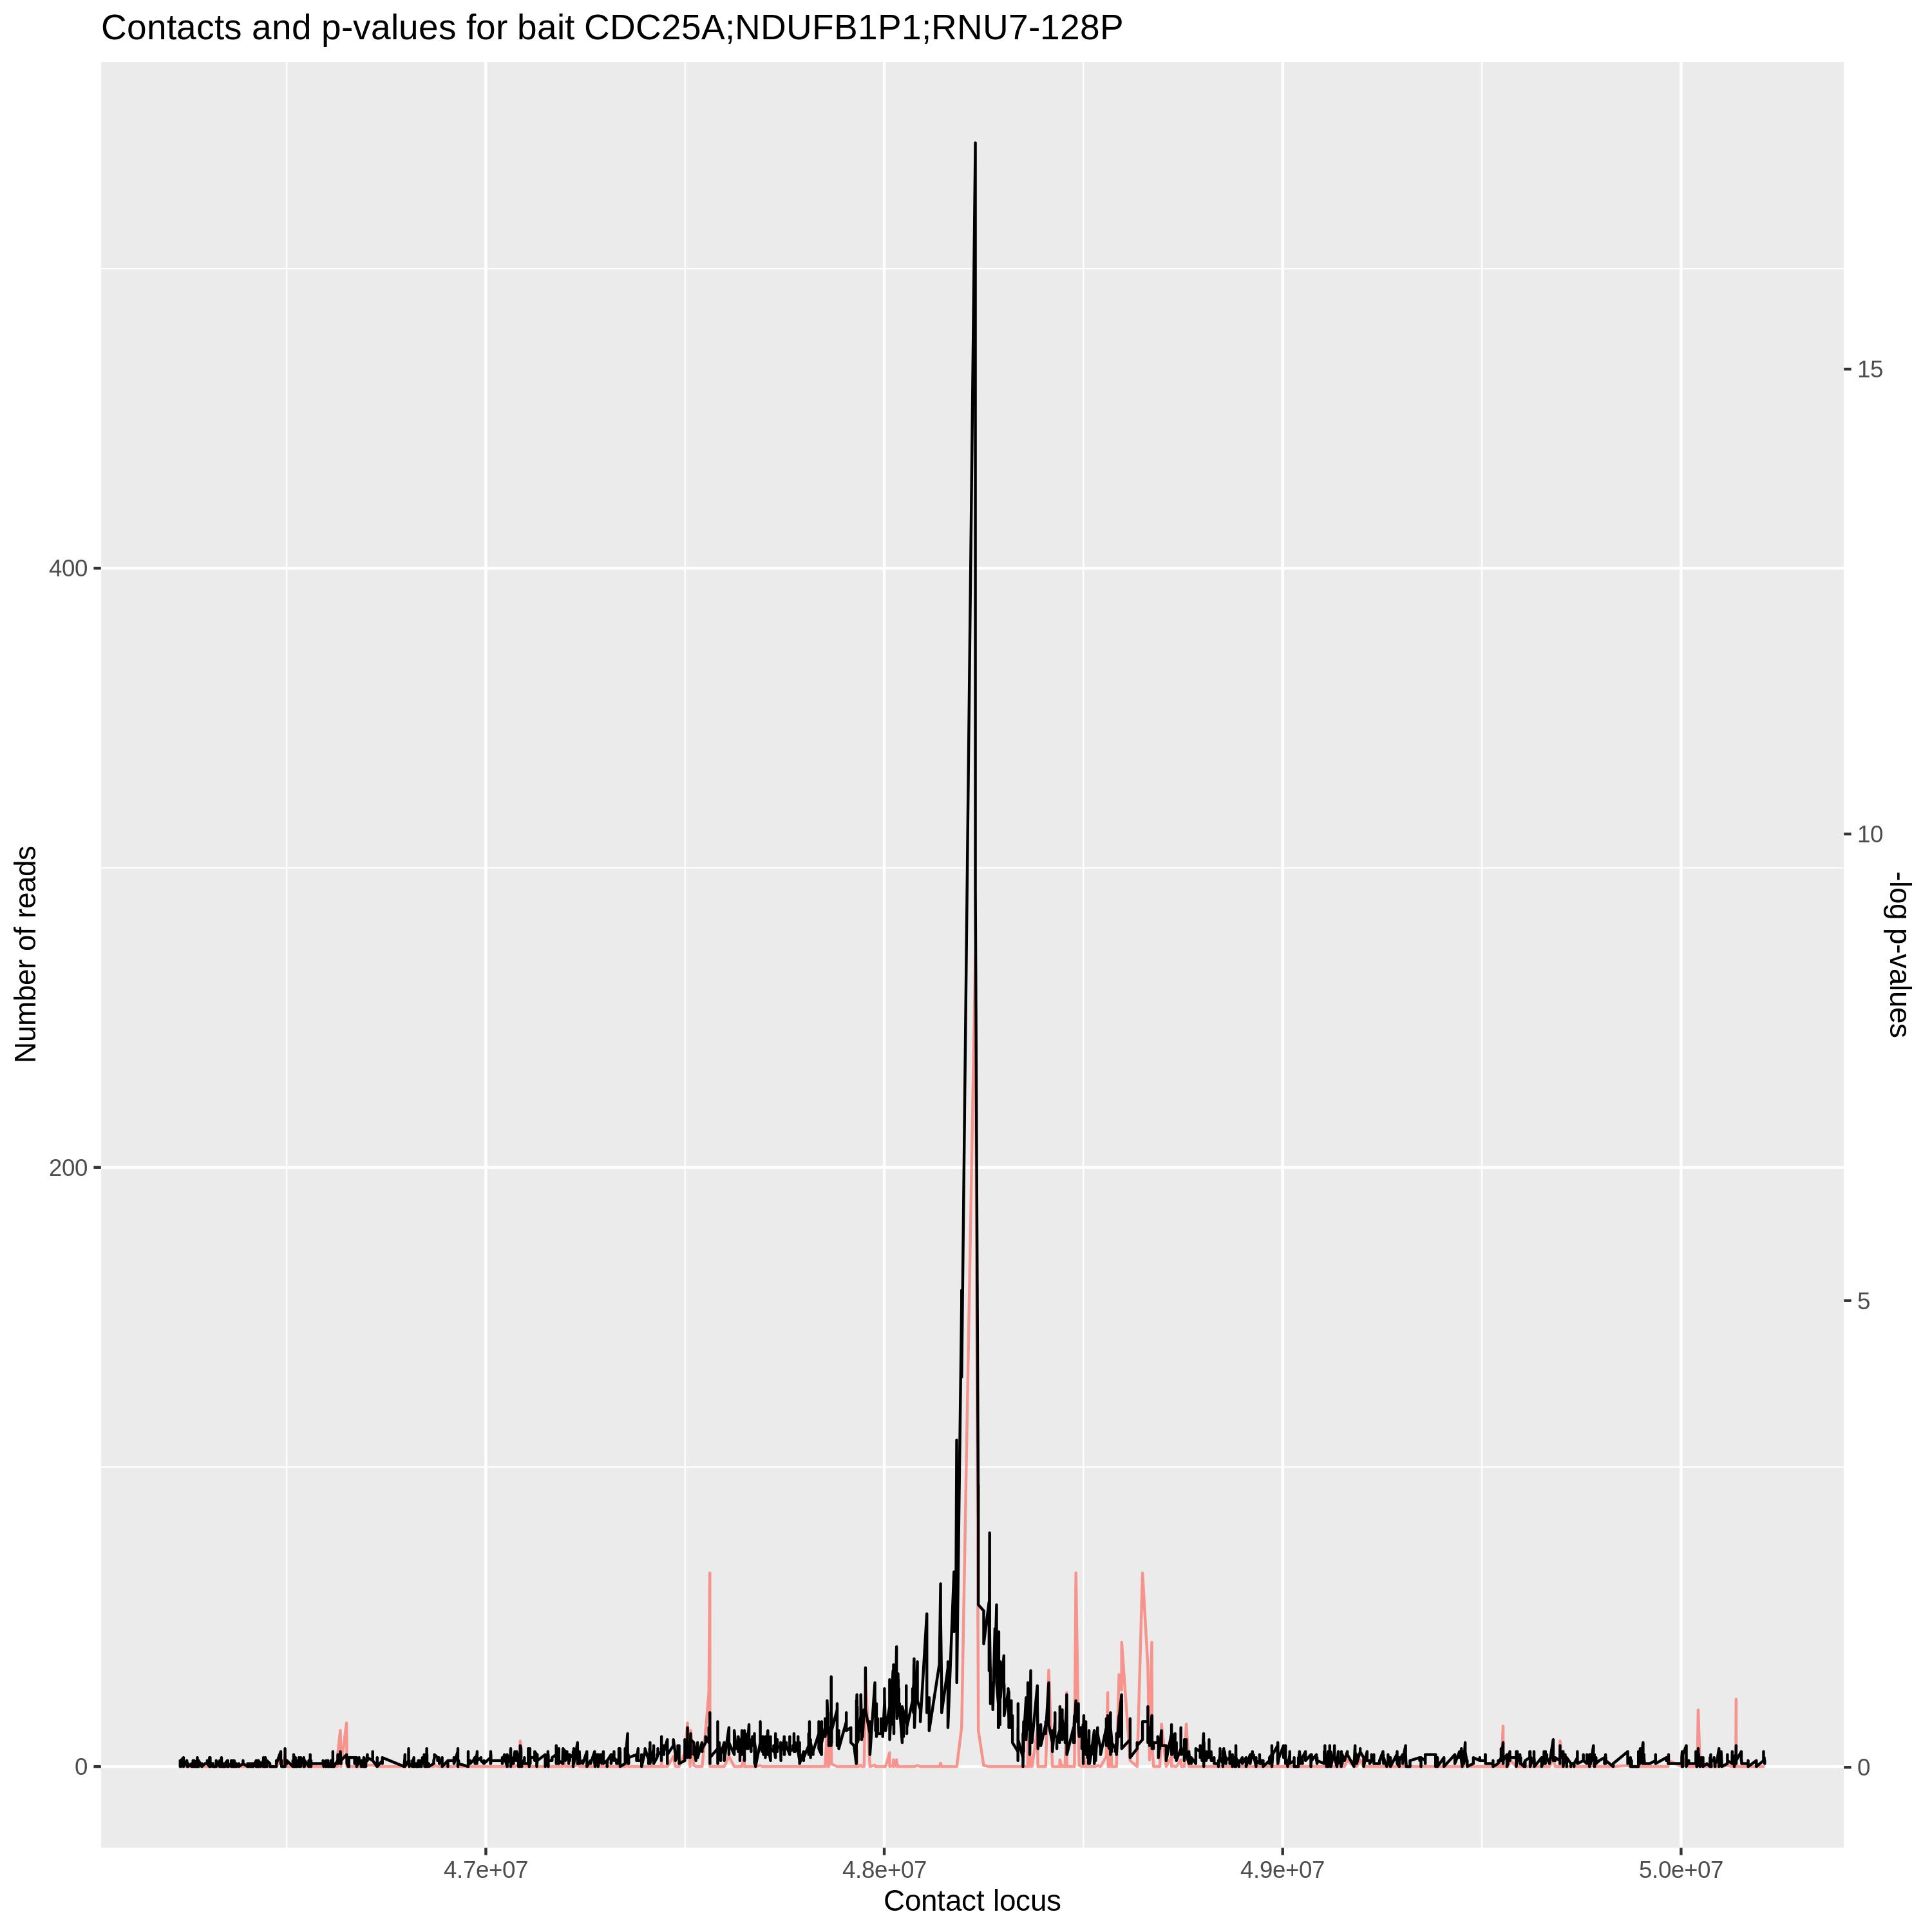 Contacts and p-values for bait CDC25A;NDUFB1P1;RNU7-128P
Number of reads
400
200
0
15
10
5
0
-log p-values
4.7e+07
4.8e+07
4.9e+07
5.0e+07
Contact locus